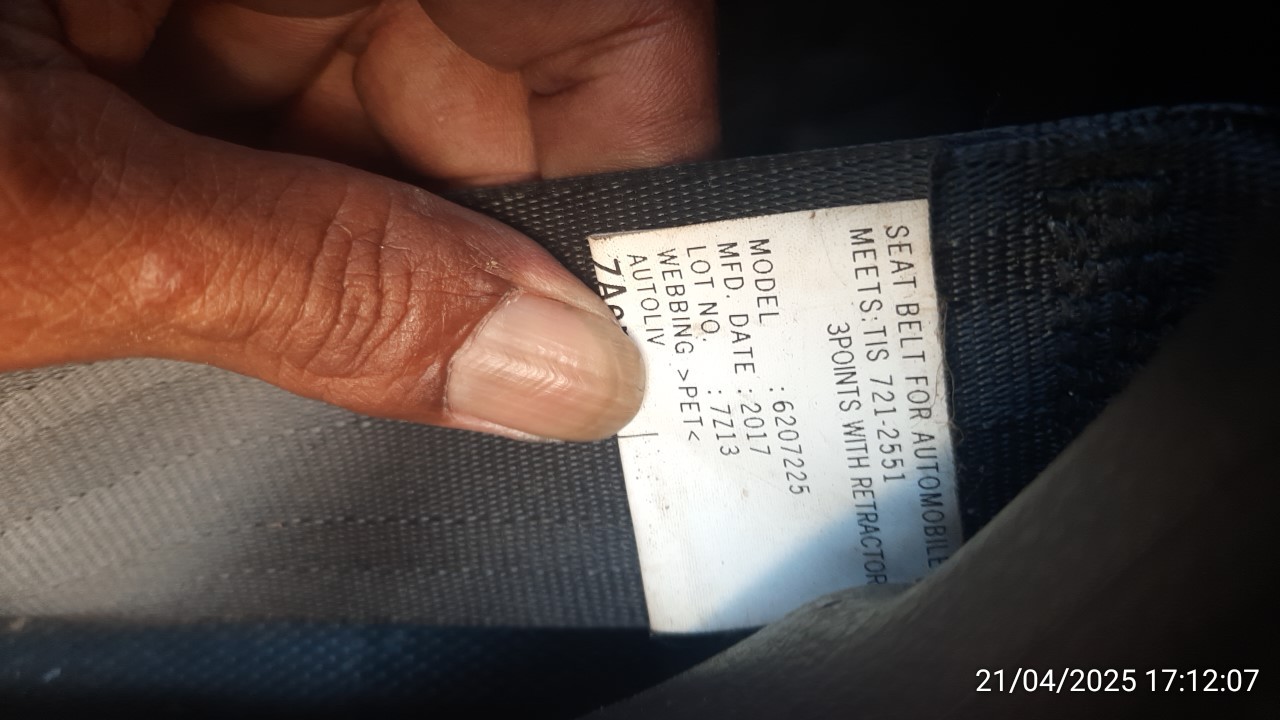 SEAT BELT FOR AUTOMOBILE
MEETS:TIS 721-2551
3POINTS WITH RETRACTOR
MODEL : 6207225
MFD. DATE : 2017
LOT NO. : 7Z13
WEBBING >PET<
AUTOLIV
21/04/2025 17:12:07